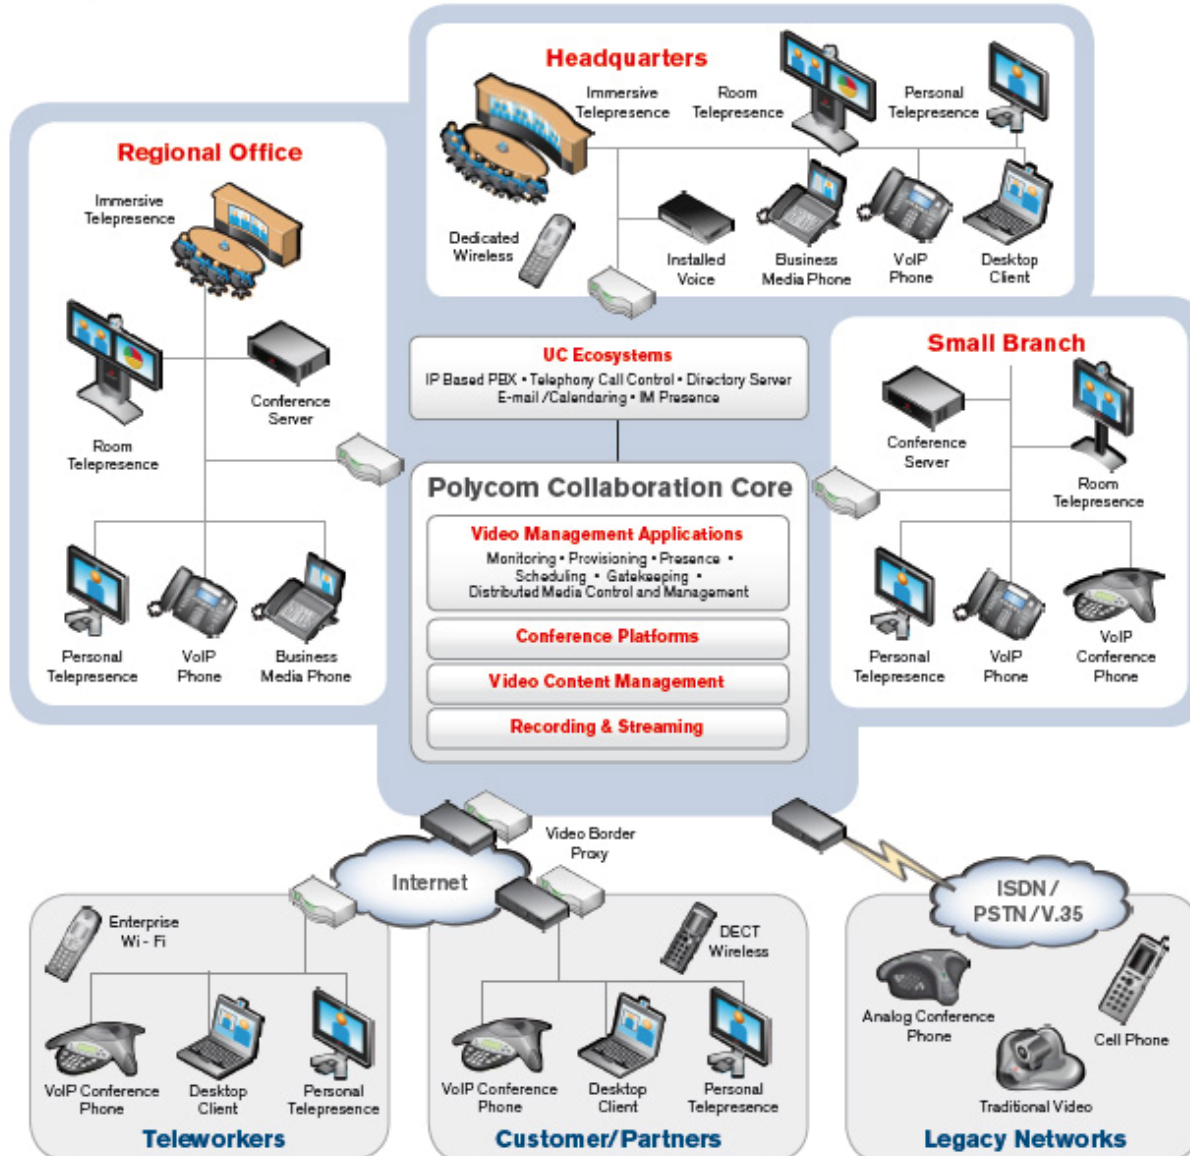 Headquarters
Immersive
Telepresence
Room
Telepresence
Personal
Telepresence
Dedicated
Wireless
Installed
Voice
Business
Media Phone
VoIP
Phone
Desktop
Client
Regional Office
Immersive
Telepresence
Conference
Server
Room
Telepresence
Personal
Telepresence
VoIP
Phone
Business
Media Phone
UC Ecosystems
IP Based PBX • Telephony Call Control • Directory Server
E-mail /Calendaring • IM Presence
Polycom Collaboration Core
Video Management Applications
Monitoring • Provisioning • Presence •
Scheduling • Gatekeeping •
Distributed Media Control and Management
Conference Platforms
Video Content Management
Recording & Streaming
Small Branch
Conference
Server
Room
Telepresence
Personal
Telepresence
VoIP
Phone
VoIP
Conference
Phone
Video Border
Proxy
Internet
Enterprise
Wi - Fi
VoIP Conference
Phone
Desktop
Client
Personal
Telepresence
Teleworkers
DECT
Wireless
VoIP Conference
Phone
Desktop
Client
Personal
Telepresence
Customer/Partners
ISDN /
PSTN / V.35
Analog Conference
Phone
Cell Phone
Traditional Video
Legacy Networks